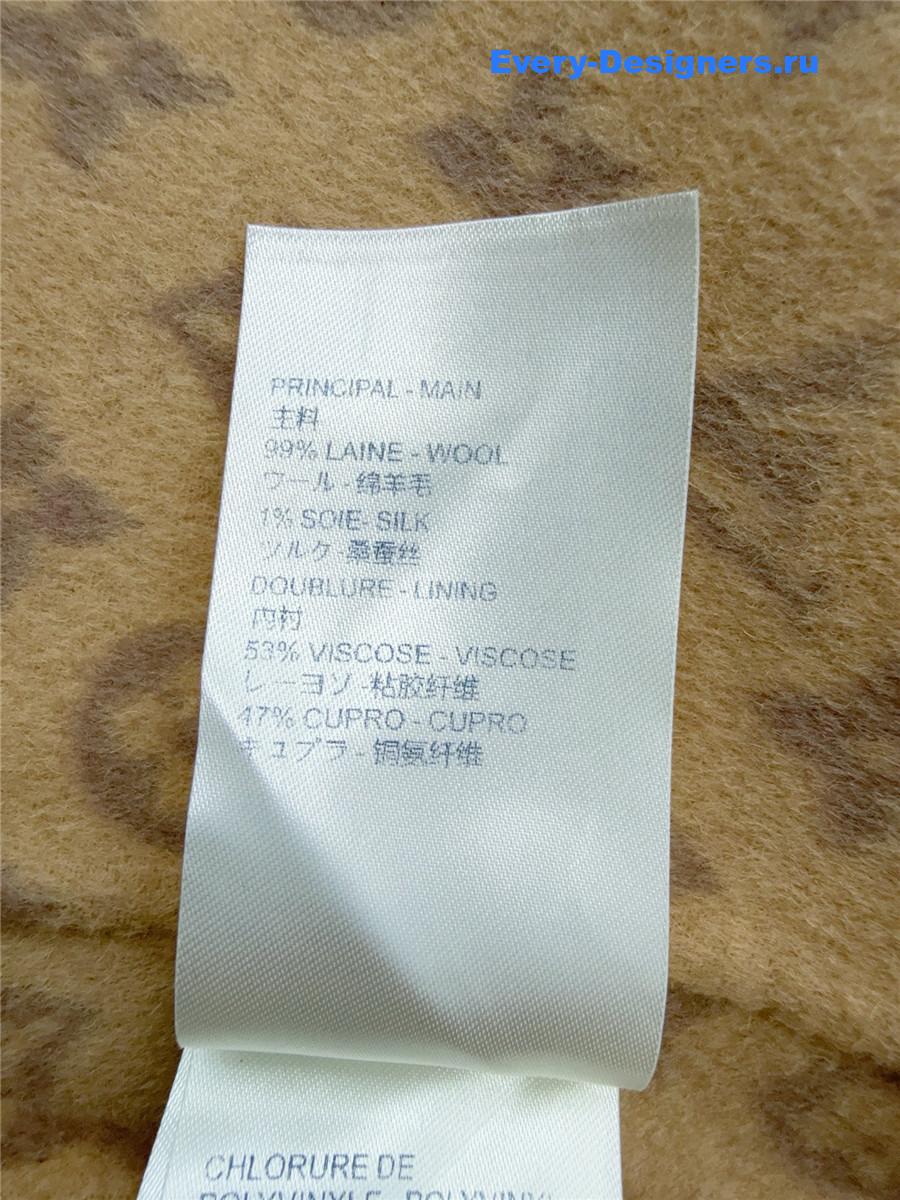 Every-Designers.ru
PRINCIPAL - MAIN
主料
99% LAINE - WOOL
ウール - 绵羊毛
1% SOIE- SILK
シルク - 桑蚕丝
DOUBLURE - LINING
内衬
53% VISCOSE - VISCOSE
レーヨン - 粘胶纤维
47% CUPRO - CUPRO
キュプラ - 铜氨纤维
CHLORURE DE
POLYVINYLE - POLYVINYL